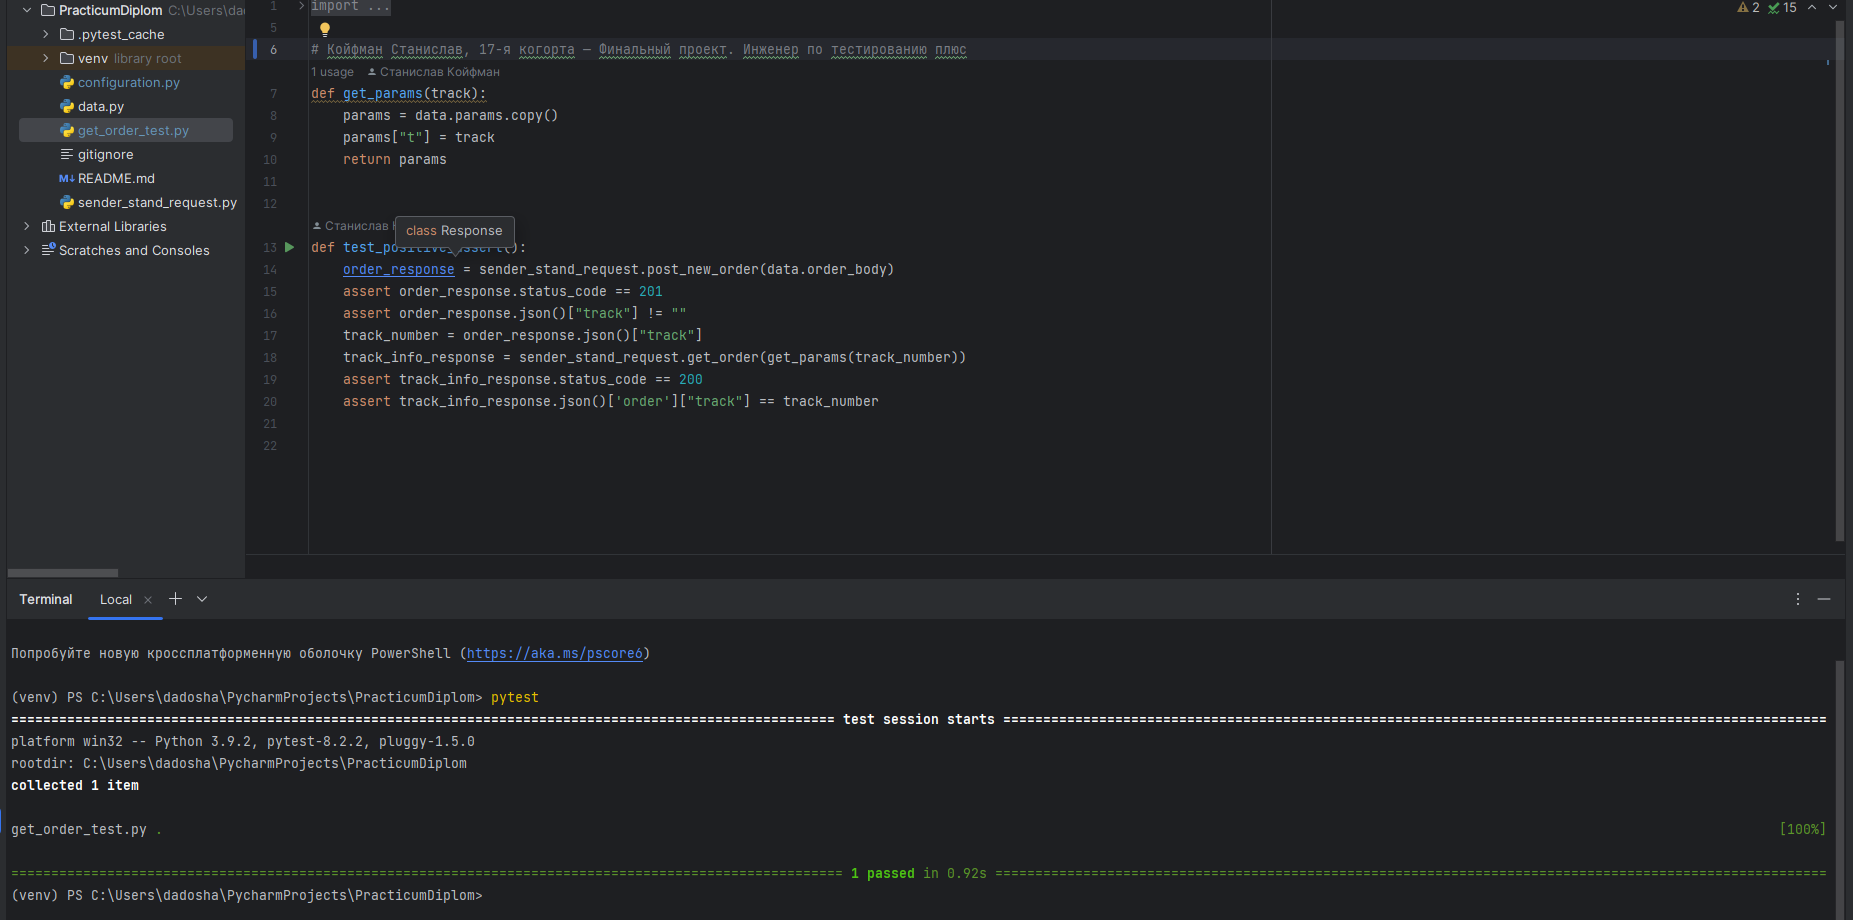 PracticumDiplom C:\Users\da
.pytest_cache
venv library root
configuration.py
data.py
get_order_test.py
gitignore
M↓ README.md
sender_stand_request.py
External Libraries
Scratches and Consoles
1 import ...
5
6 # Койфман Станислав, 17-я когорта — Финальный проект. Инженер по тестированию плюс
1 usage Станислав Койфман
7 def get_params(track):
8 params = data.params.copy()
9 params["t"] = track
10 return params
11
12
Станислав
class Response
13 def test_positive_assert():
14 order_response = sender_stand_request.post_new_order(data.order_body)
15 assert order_response.status_code == 201
16 assert order_response.json()["track"] != ""
17 track_number = order_response.json()["track"]
18 track_info_response = sender_stand_request.get_order(get_params(track_number))
19 assert track_info_response.status_code == 200
20 assert track_info_response.json()['order']["track"] == track_number
21
22
2 15
Terminal Local
Попробуйте новую кроссплатформенную оболочку PowerShell (https://aka.ms/pscore6)
(venv) PS C:\Users\dadosha\PycharmProjects\PracticumDiplom> pytest
test session starts
platform win32 -- Python 3.9.2, pytest-8.2.2, pluggy-1.5.0
rootdir: C:\Users\dadosha\PycharmProjects\PracticumDiplom
collected 1 item
get_order_test.py . [100%]
1 passed in 0.92s
(venv) PS C:\Users\dadosha\PycharmProjects\PracticumDiplom>